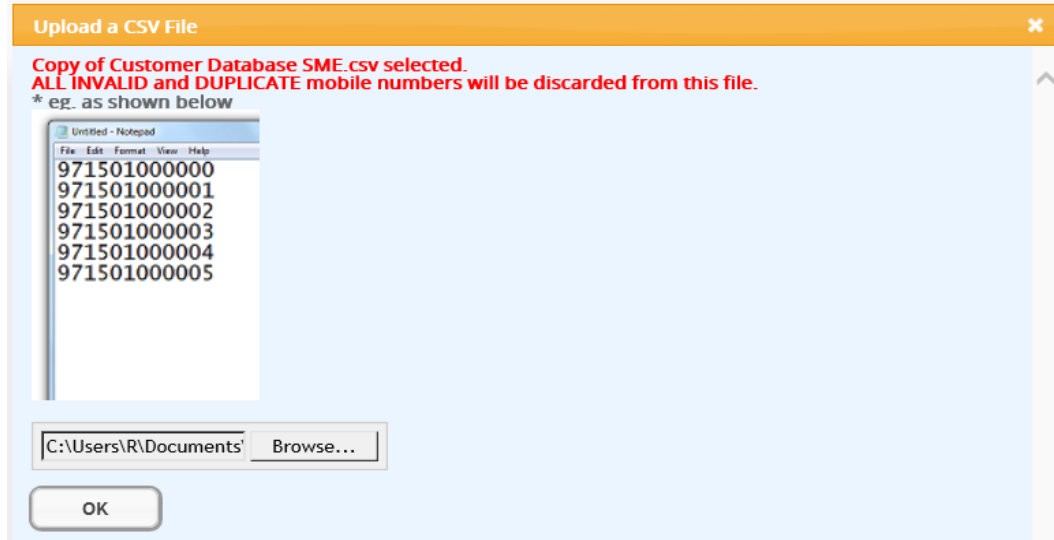 Upload a CSV File
Copy of Customer Database SME.csv selected.
ALL INVALID and DUPLICATE mobile numbers will be discarded from this file.
* eg. as shown below
Untitled - Notepad
File Edit Format View Help
971501000000
971501000001
971501000002
971501000003
971501000004
971501000005
C:\Users\R\Documents\ Browse...
OK